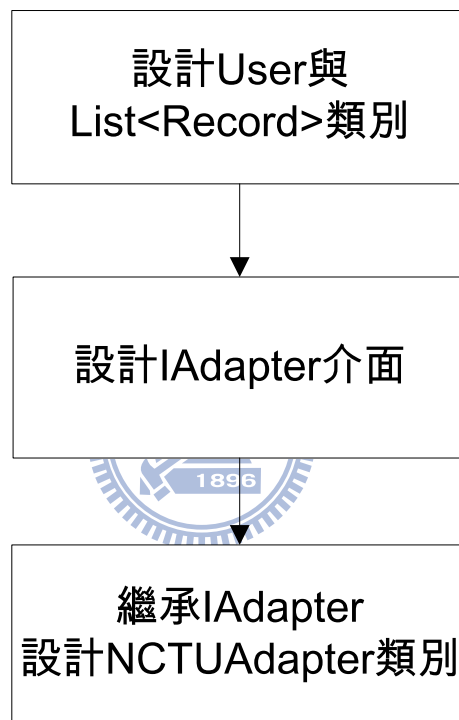 設計User與
List<Record>類別
設計IAdapter介面
1896
繼承IAdapter
設計NCTUAdapter類別